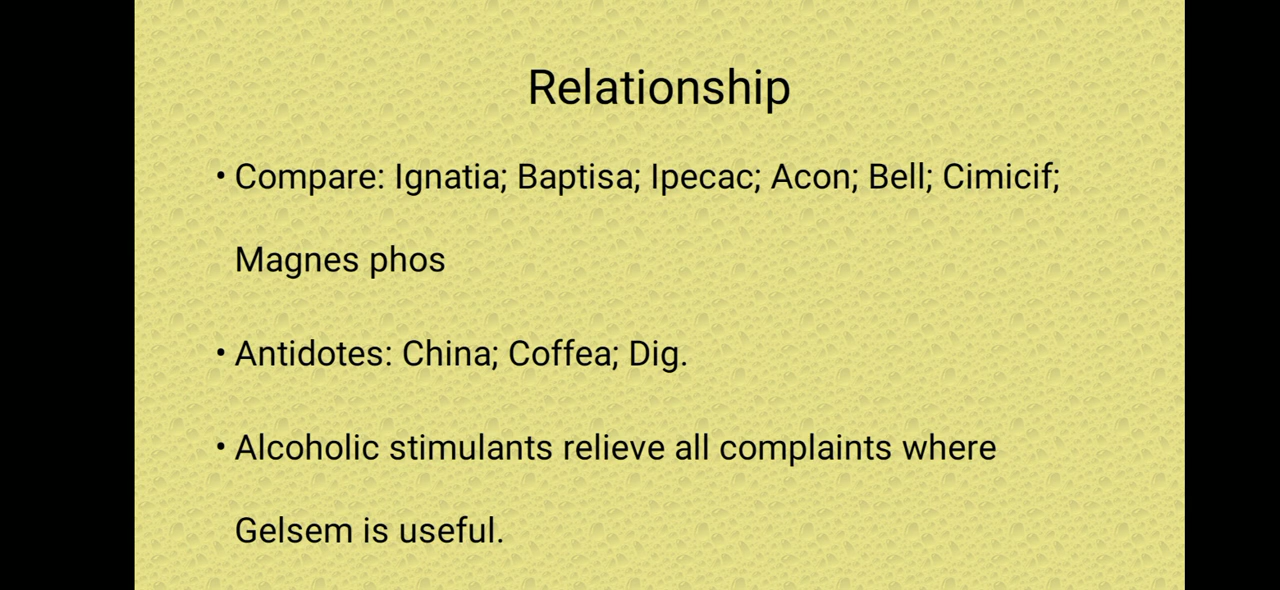 Relationship
• Compare: Ignatia; Baptisa; Ipecac; Acon; Bell; Cimicif;
Magnes phos
• Antidotes: China; Coffea; Dig.
• Alcoholic stimulants relieve all complaints where
Gelsem is useful.